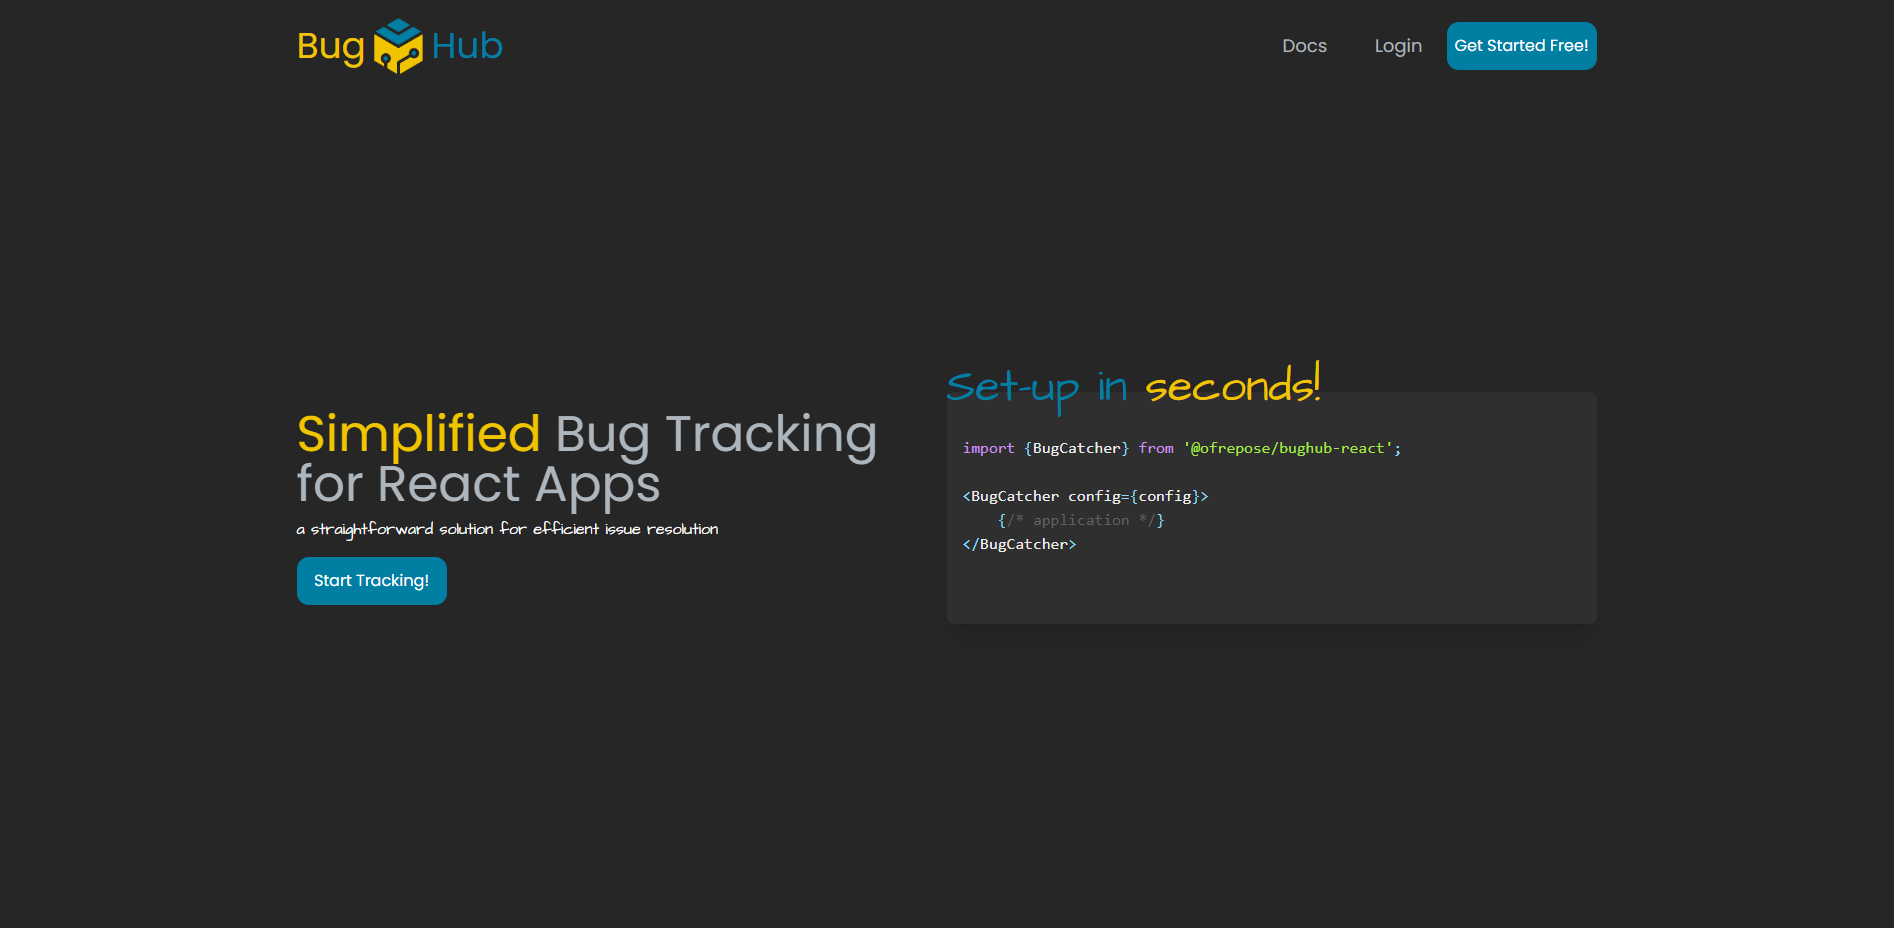 Bug Hub
Docs
Login
Get Started Free!
Simplified Bug Tracking
for React Apps
a straightforward solution for efficient issue resolution
Start Tracking!
Set-up in seconds!
import {BugCatcher} from '@ofrepose/bughub-react';
<BugCatcher config={config}>
{/* application */}
</BugCatcher>